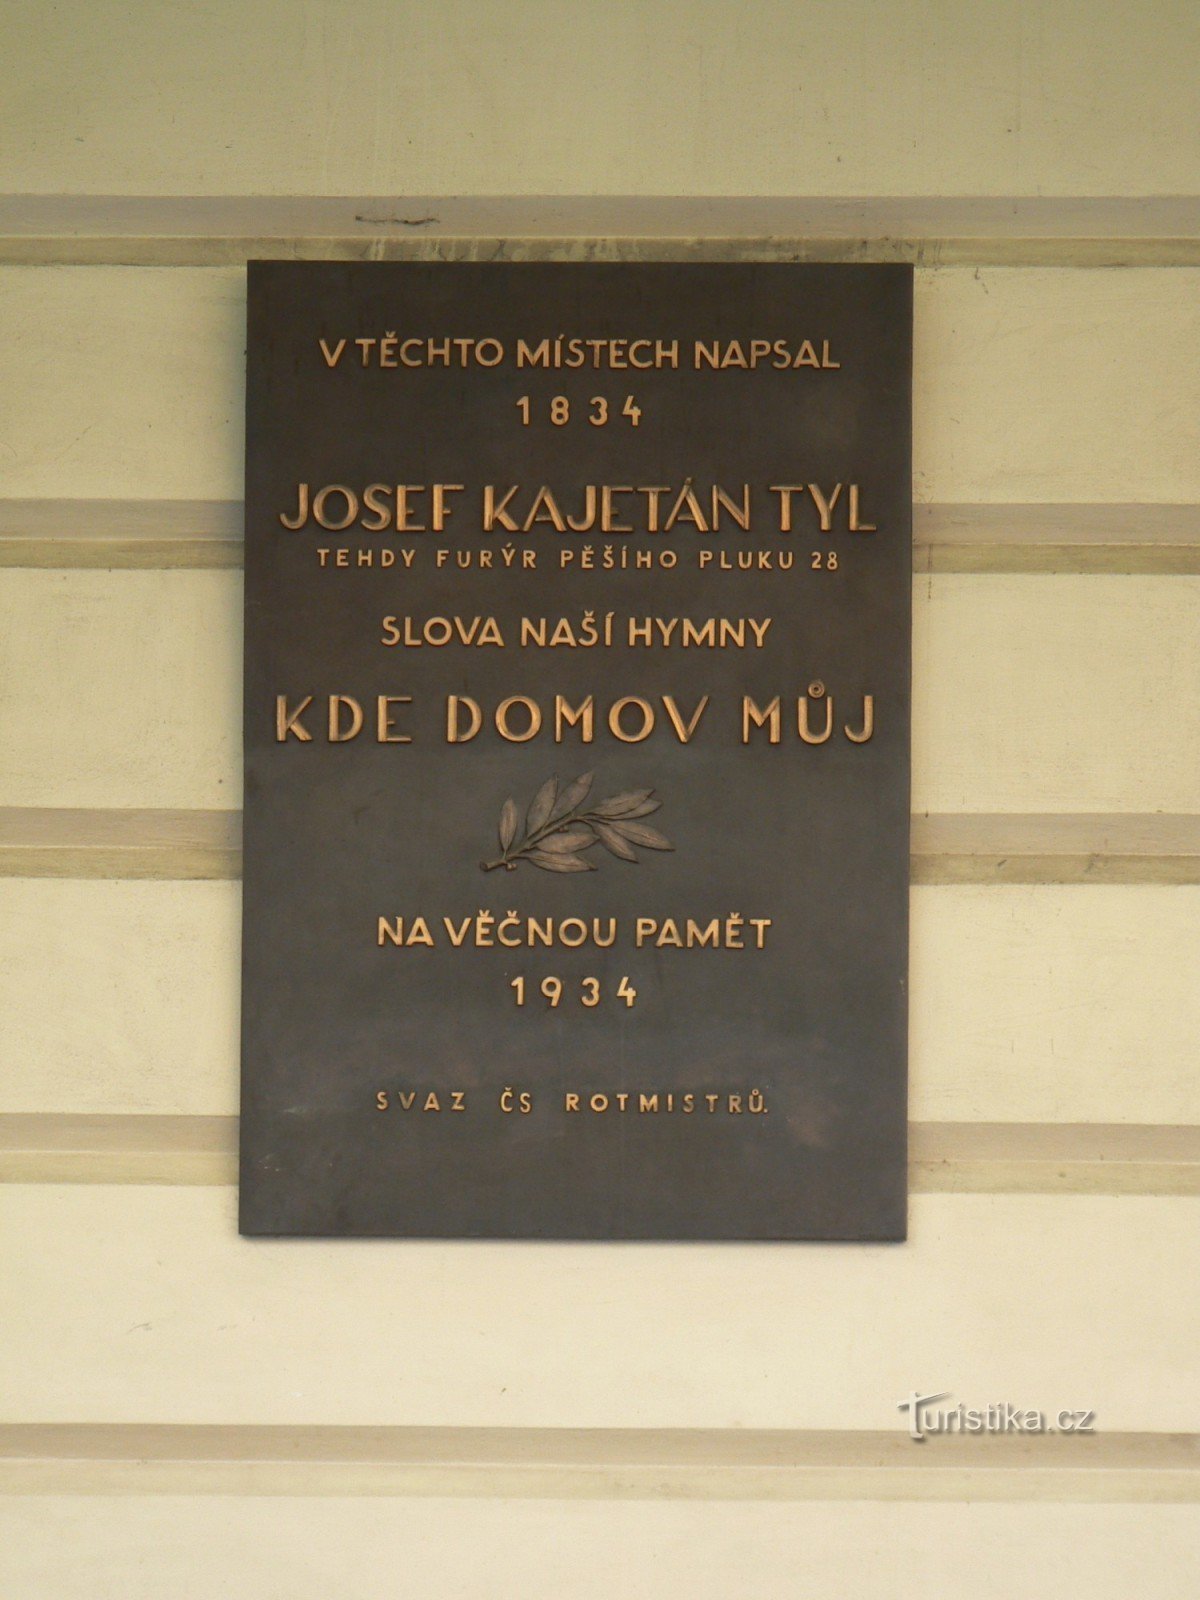 V TĚCHTO MÍSTECH NAPSAL
1834
JOSEF KAJETÁN TYL
TEHDY FURÝR PĚŠÍHO PLUKU 28
SLOVA NAŠÍ HYMNY
KDE DOMOV MŮJ
NA VĚČNOU PAMĚT
1934
SVAZ ČS ROTMISTRŮ.
Turistika.cz